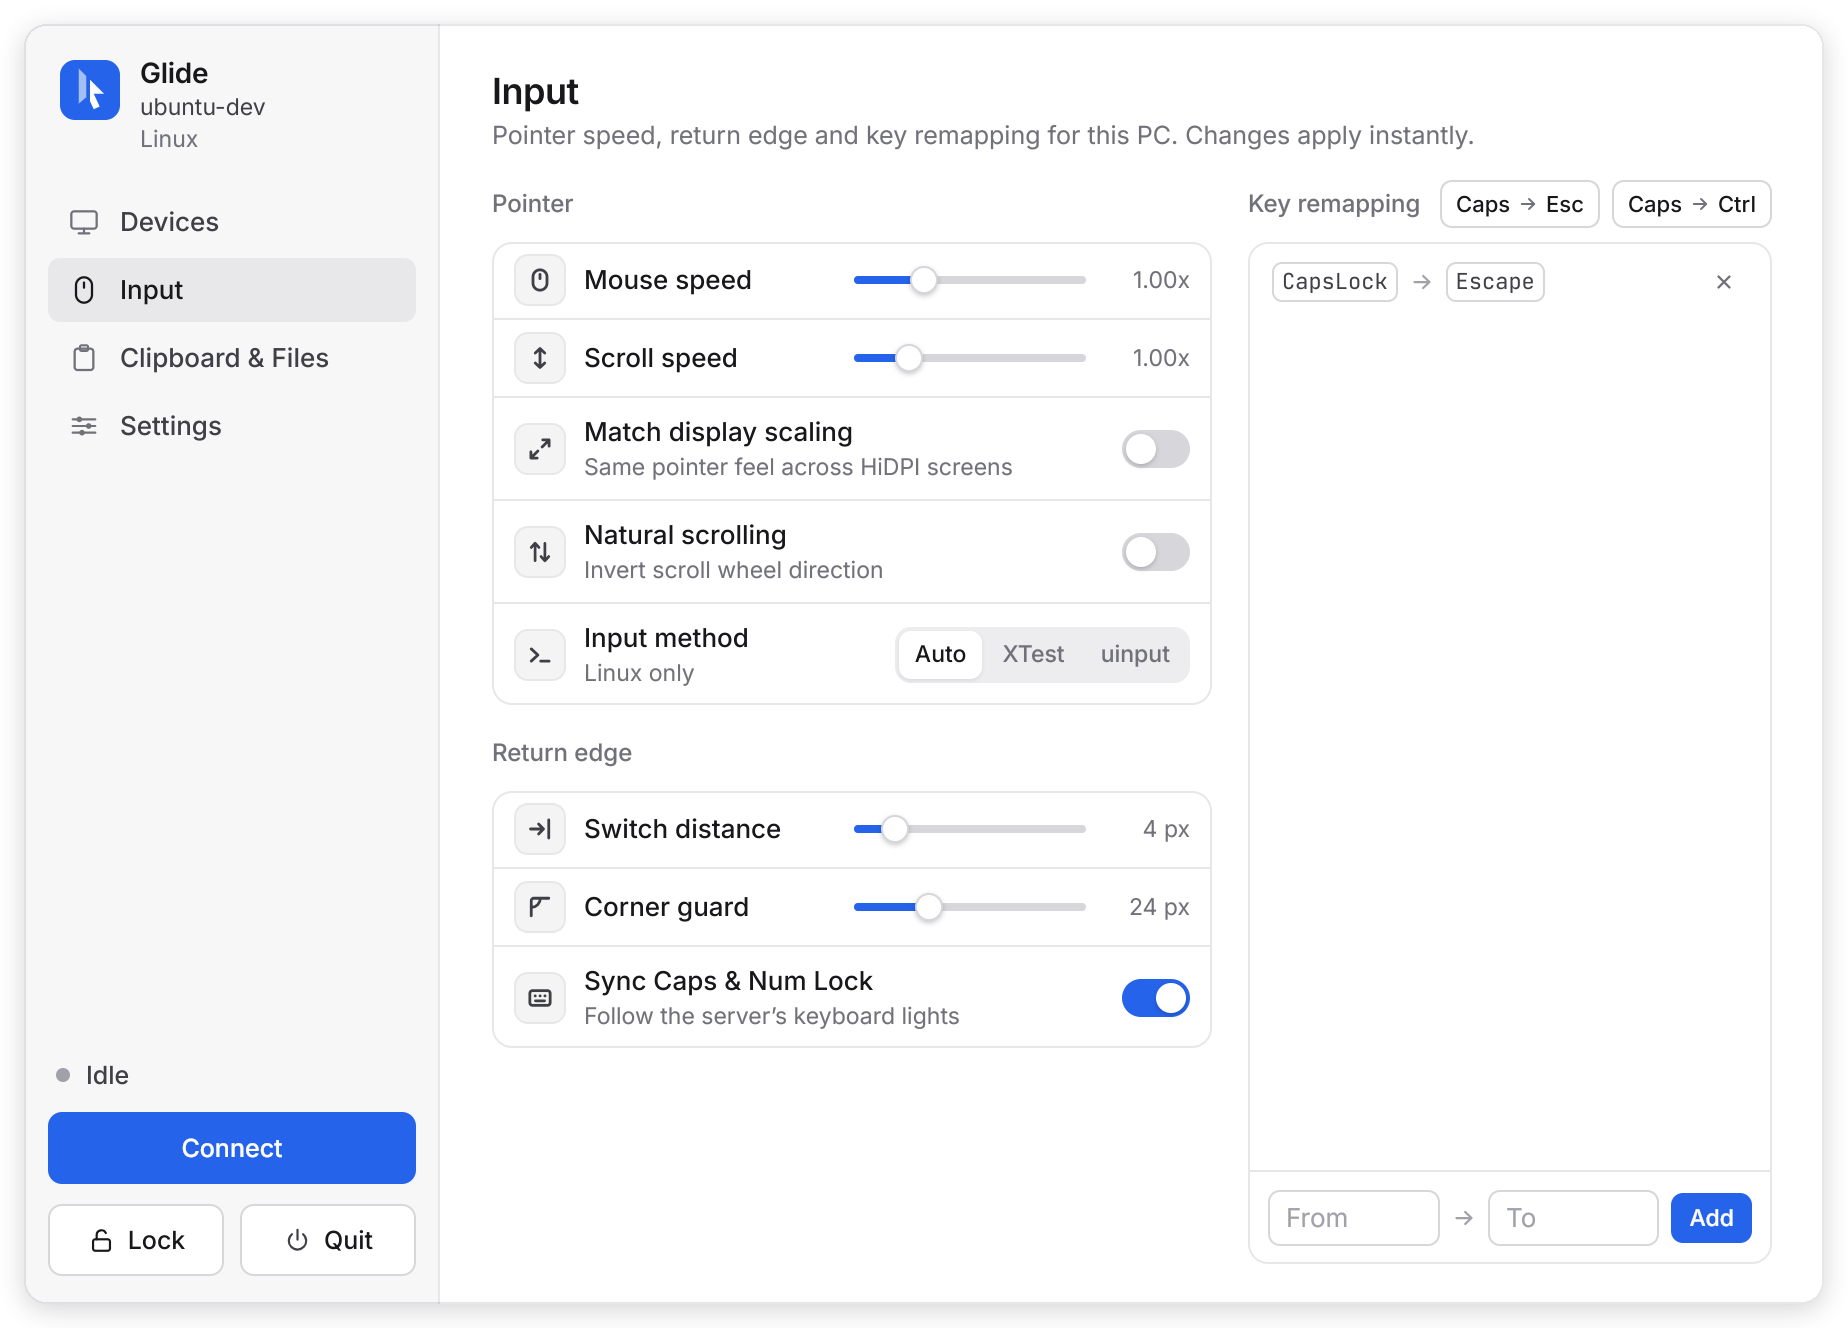 Glide
ubuntu-dev
Linux
Devices
Input
Clipboard & Files
Settings
Idle
Connect
Lock
Quit
Input
Pointer speed, return edge and key remapping for this PC. Changes apply instantly.
Pointer
Mouse speed 1.00x
Scroll speed 1.00x
Match display scaling
Same pointer feel across HiDPI screens
Natural scrolling
Invert scroll wheel direction
Input method
Linux only
Auto XTest uinput
Return edge
Switch distance 4 px
Corner guard 24 px
Sync Caps & Num Lock
Follow the server’s keyboard lights
Key remapping Caps → Esc Caps → Ctrl
CapsLock → Escape ×
From → To Add